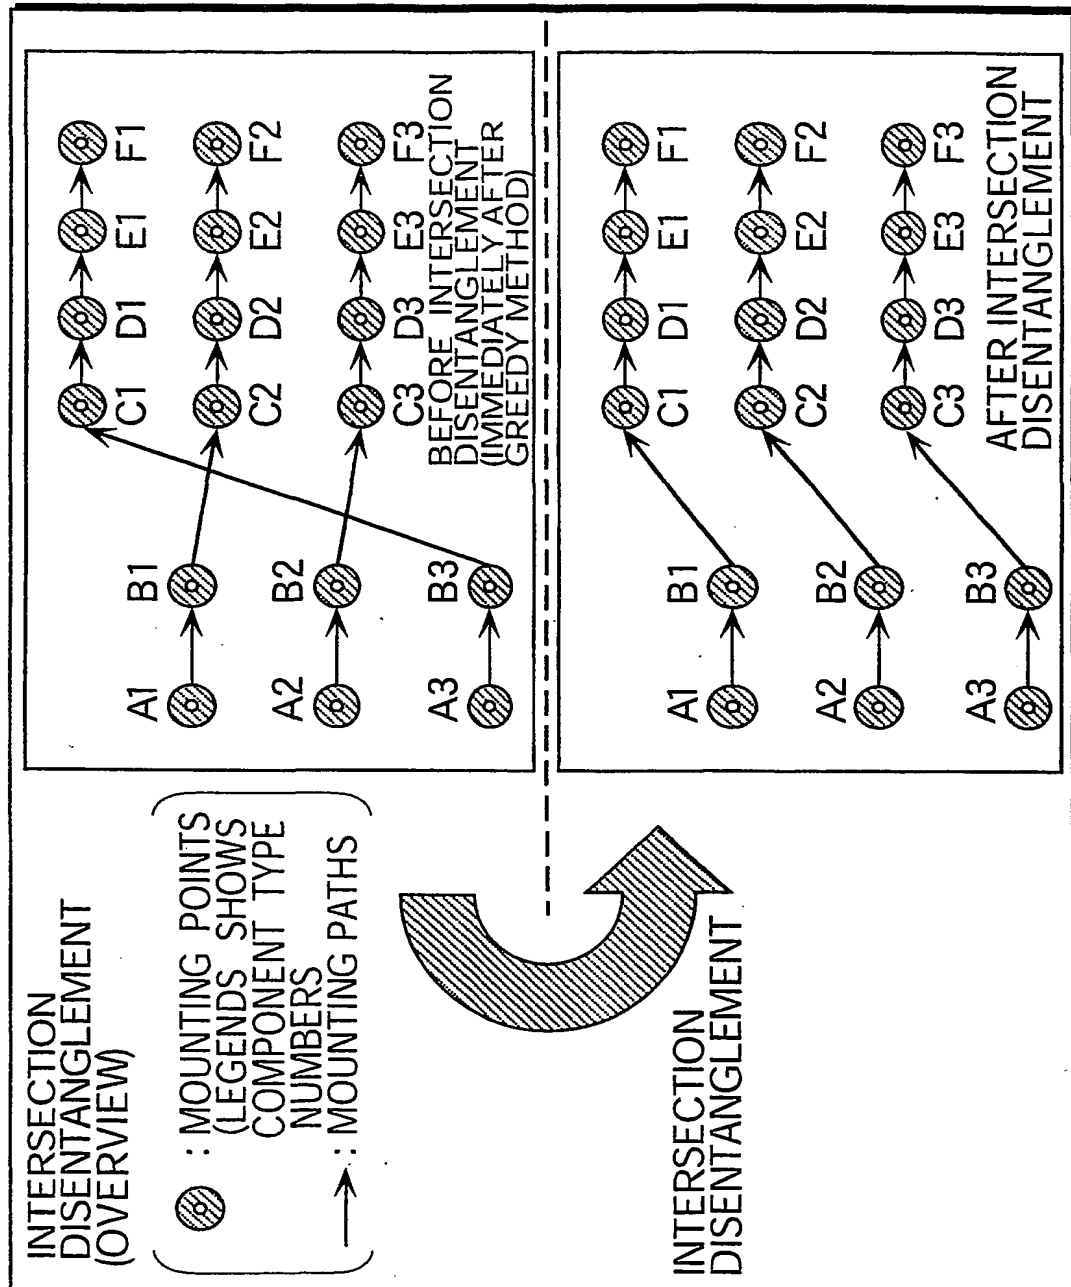 INTERSECTION
DISENTANGLEMENT
(OVERVIEW)
: MOUNTING POINTS
(LEGENDS SHOWS
COMPONENT TYPE
NUMBERS
: MOUNTING PATHS
INTERSECTION
DISENTANGLEMENT
A1 B1 C1 D1 E1 F1
A2 B2 C2 D2 E2 F2
A3 B3 C3 D3 E3 F3
BEFORE INTERSECTION
DISENTANGLEMENT
(IMMEDIATELY AFTER
GREEDY METHOD)
A1 B1 C1 D1 E1 F1
A2 B2 C2 D2 E2 F2
A3 B3 C3 D3 E3 F3
AFTER INTERSECTION
DISENTANGLEMENT